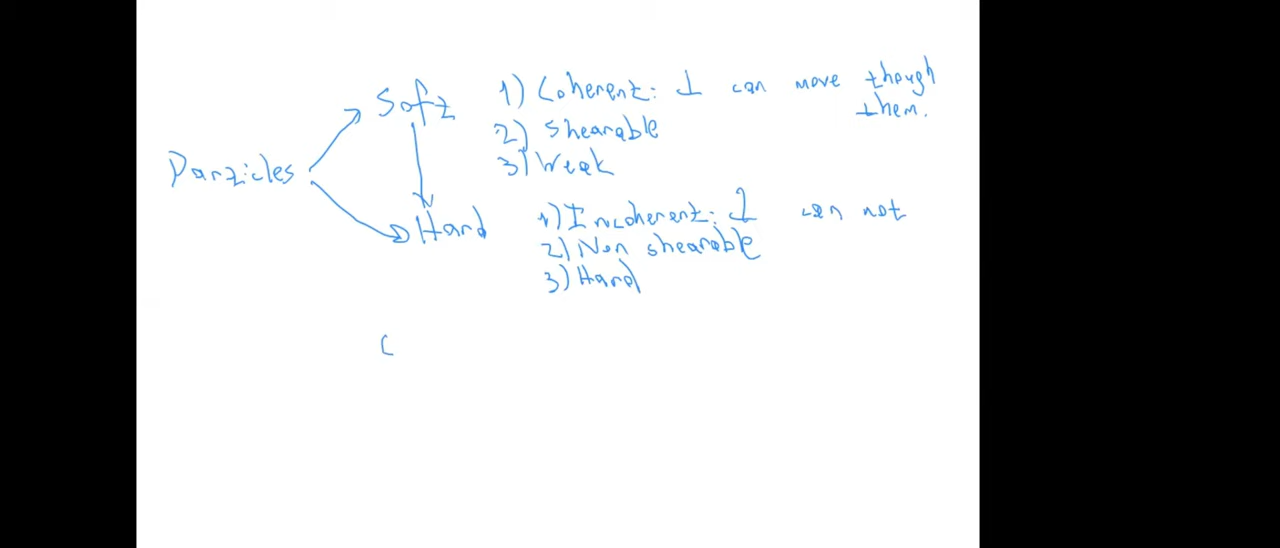 Soft 1) Coherent: ⊥ can move though
them.
2) Shearable
3) Weak
Particles
Hard 1) Incoherent: ⊥ can not
2) Non shearable
3) Hard
C